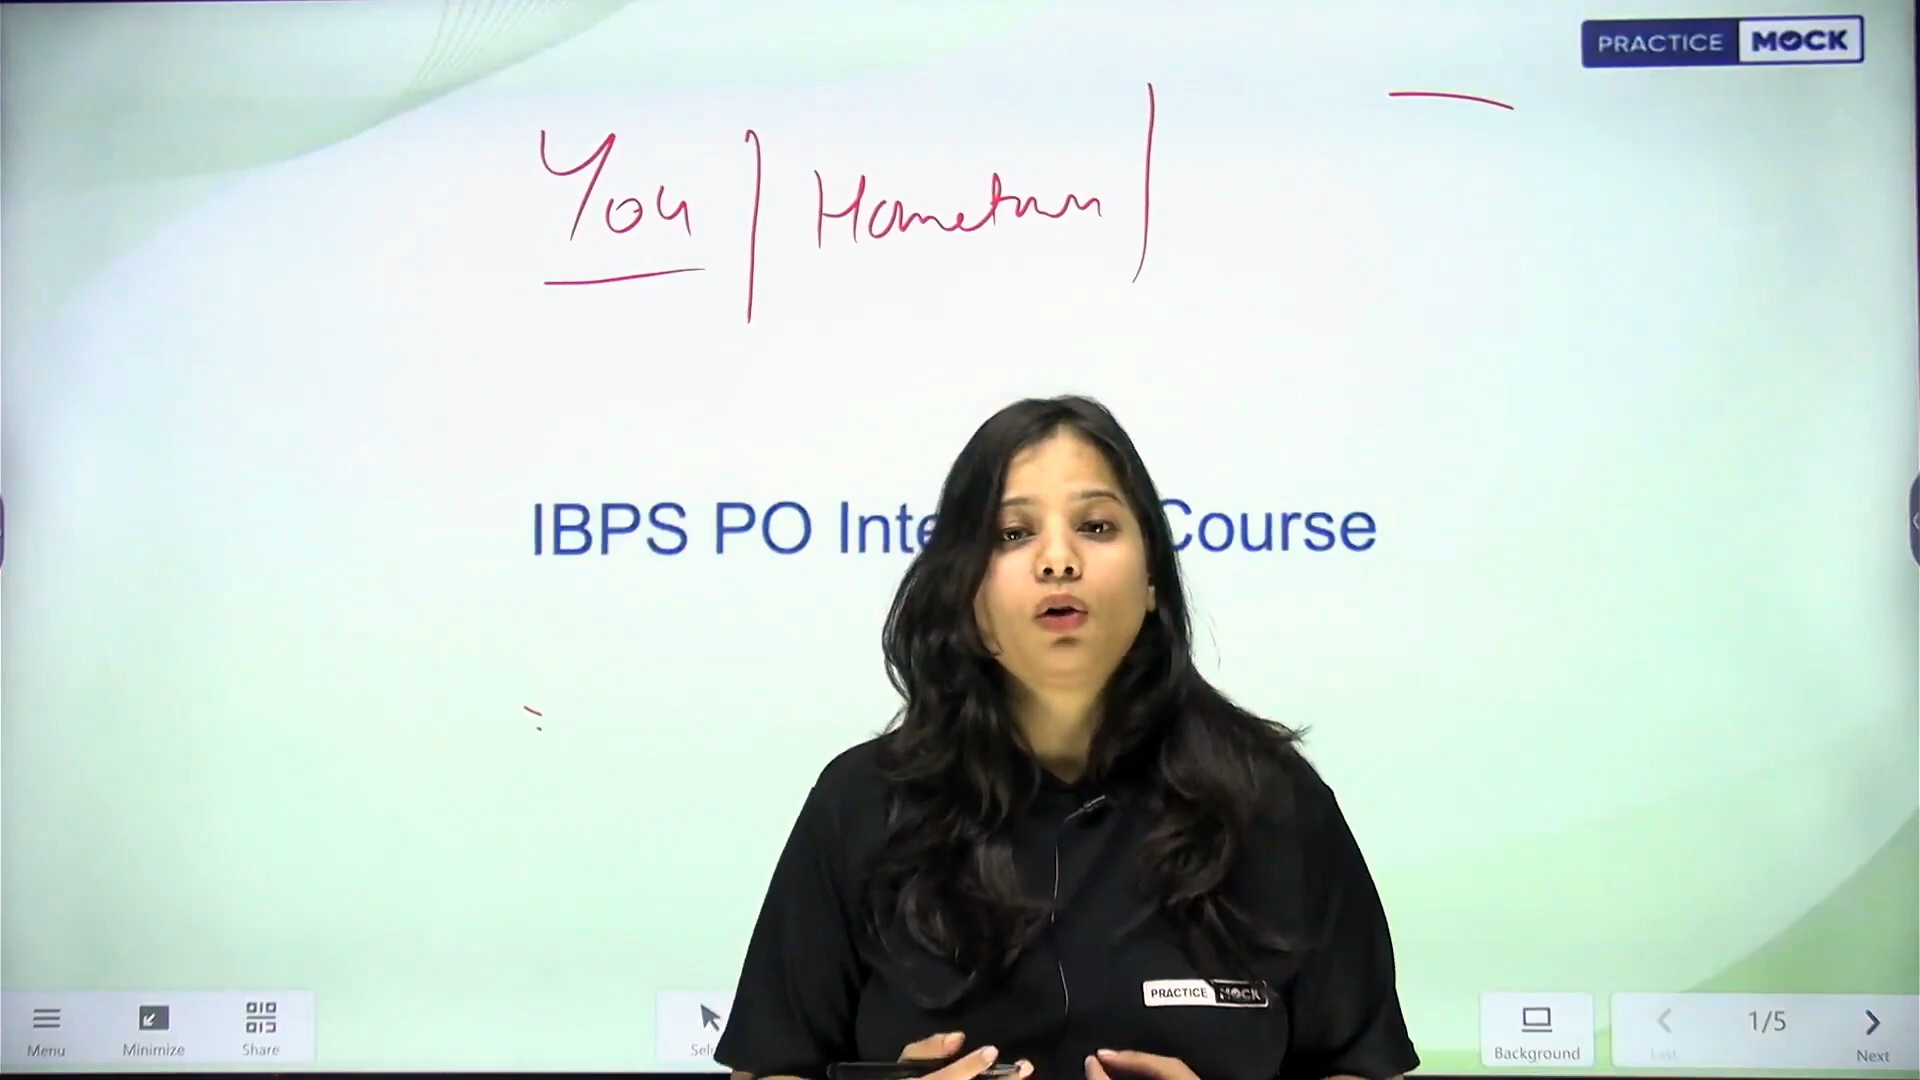 PRACTICE MOCK
You | Hometown |
IBPS PO Inte Course
PRACTICE MOCK
Menu
Minimize
Share
Background
1/5
Next